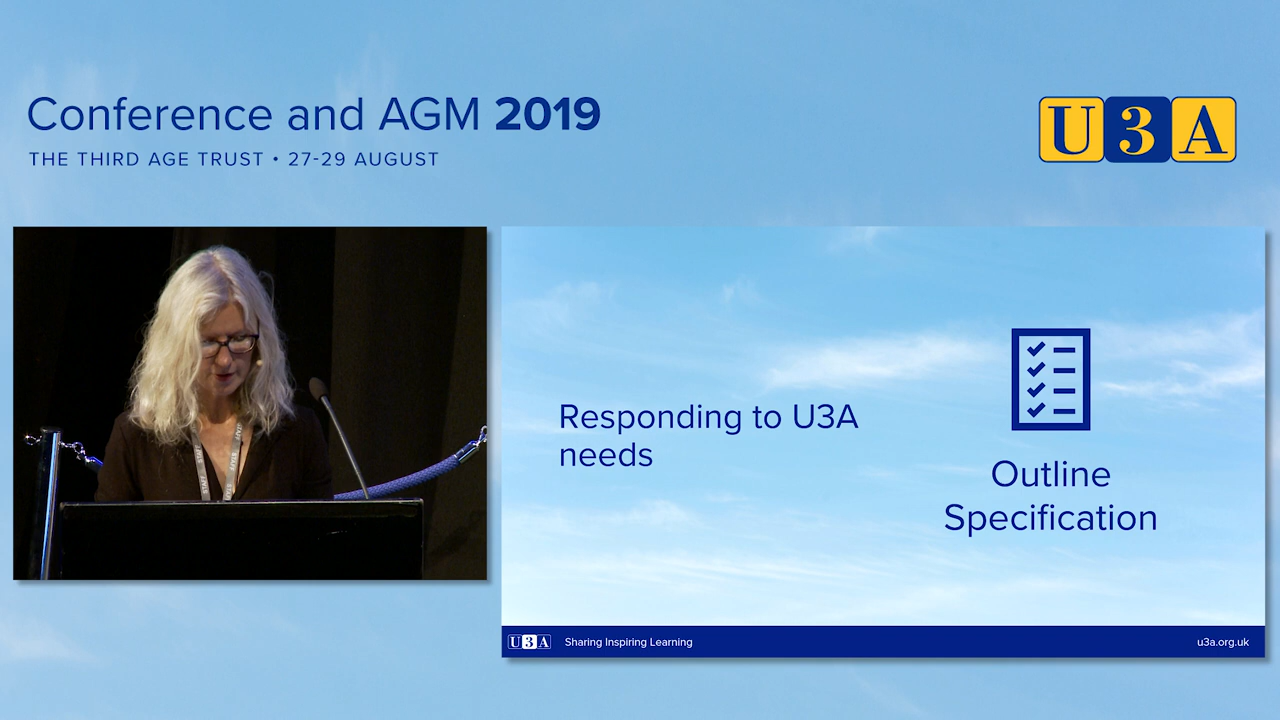 Conference and AGM 2019
THE THIRD AGE TRUST • 27-29 AUGUST
U3A
Responding to U3A
needs
Outline
Specification
U3A
Sharing Inspiring Learning
u3a.org.uk
STAFF